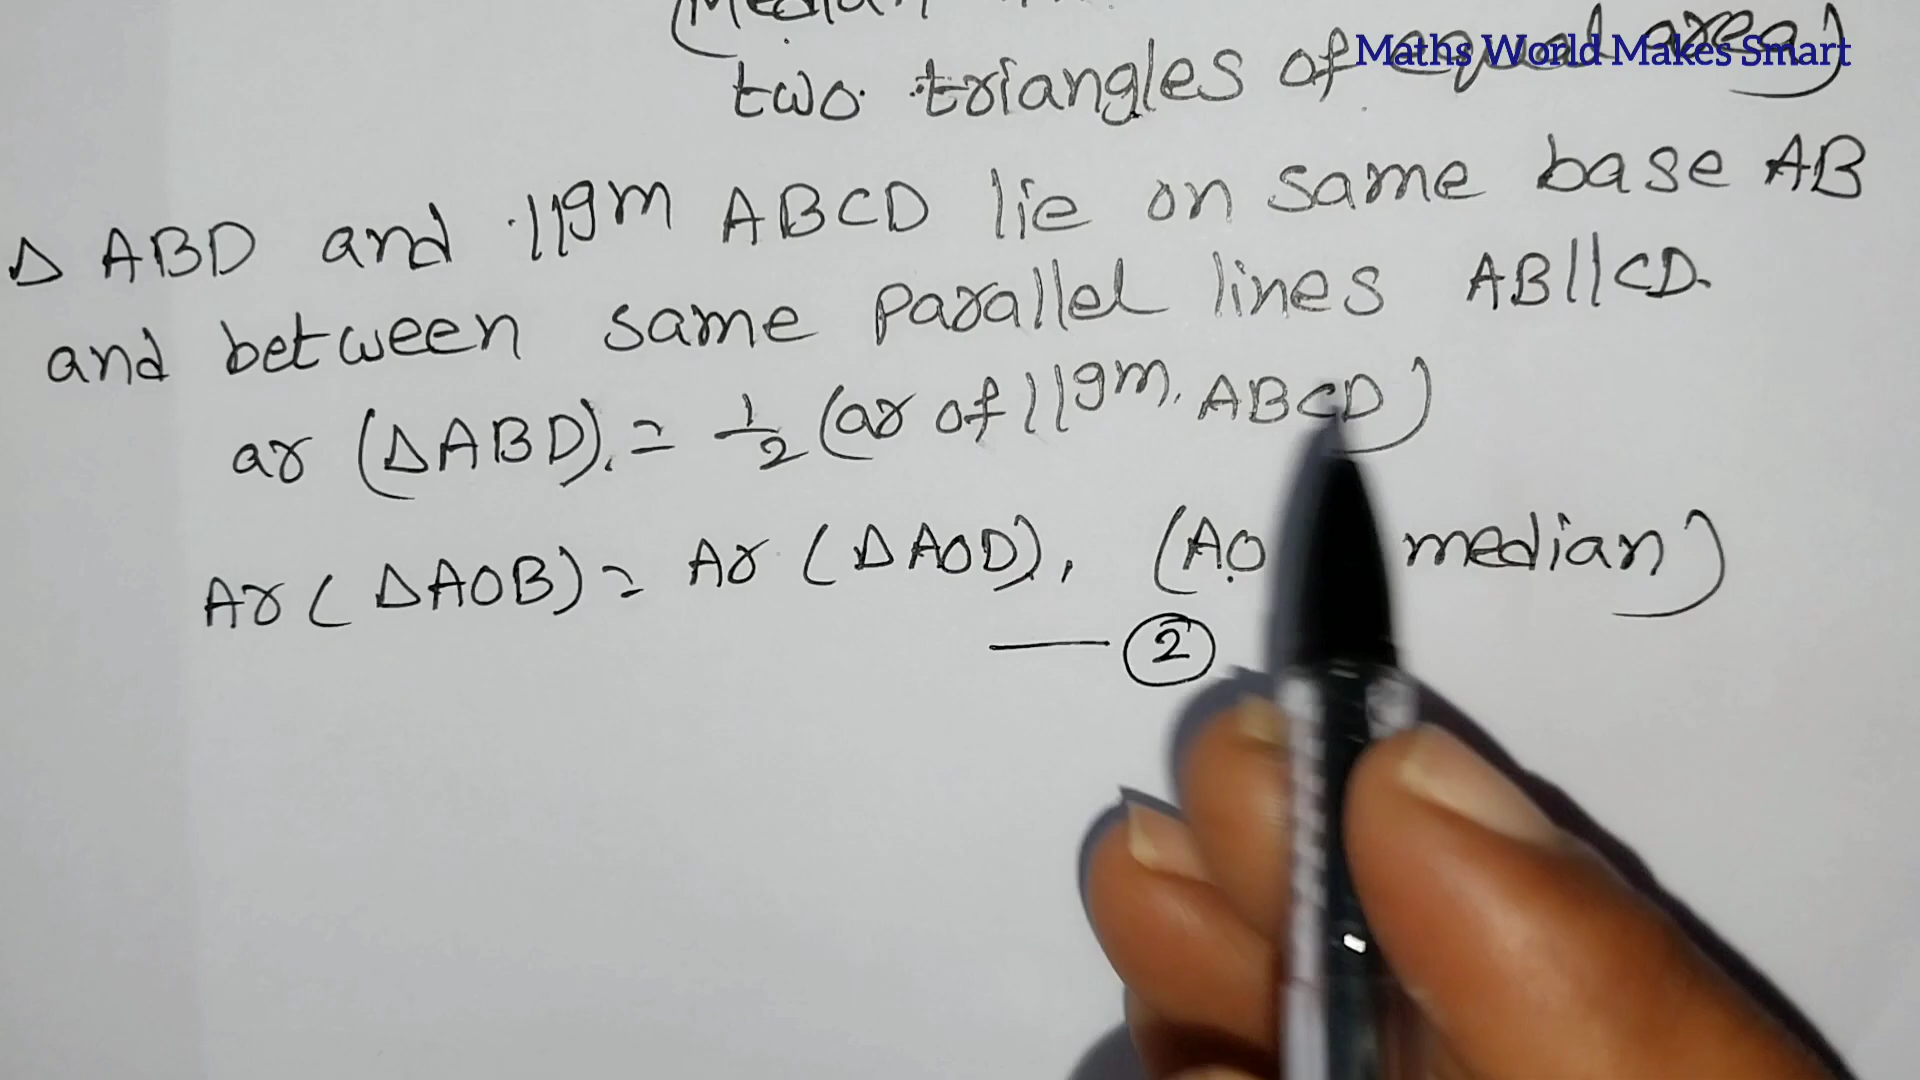 (Median
two triangles of equal area)
Maths World Makes Smart
Δ ABD and ||gm ABCD lie on same base AB
and between same parallel lines AB||CD.
ar (ΔABD) = 1/2 (ar of ||gm ABCD)
Ar (ΔAOB) = Ar (ΔAOD), (AO median)
— ②